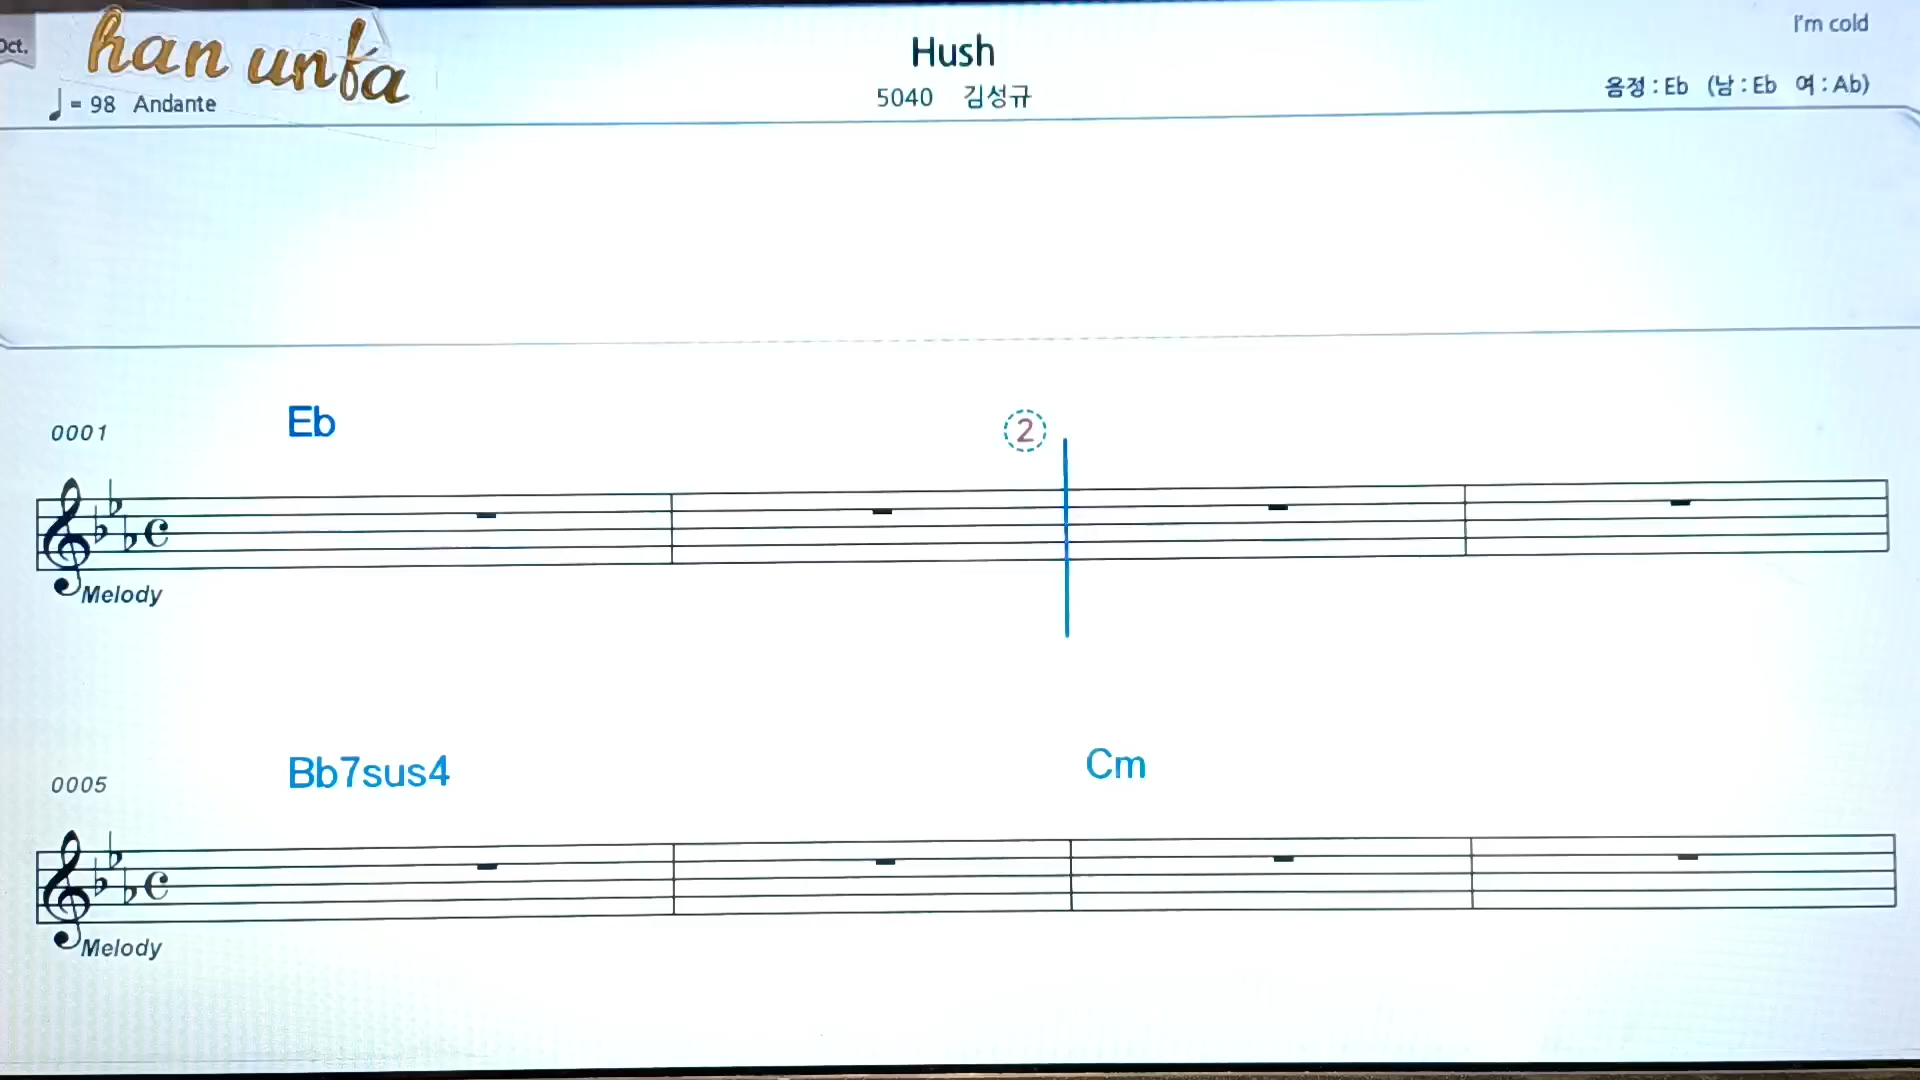 Oct.
han unfa
I'm cold
Hush
♩ = 98 Andante
5040 김성규
음정 : Eb (남 : Eb 여 : Ab)
0001
Eb
2
Melody
0005
Bb7sus4
Cm
Melody